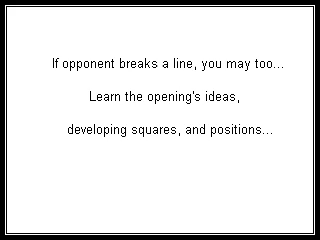 If opponent breaks a line, you may too...
Learn the opening's ideas,
developing squares, and positions...